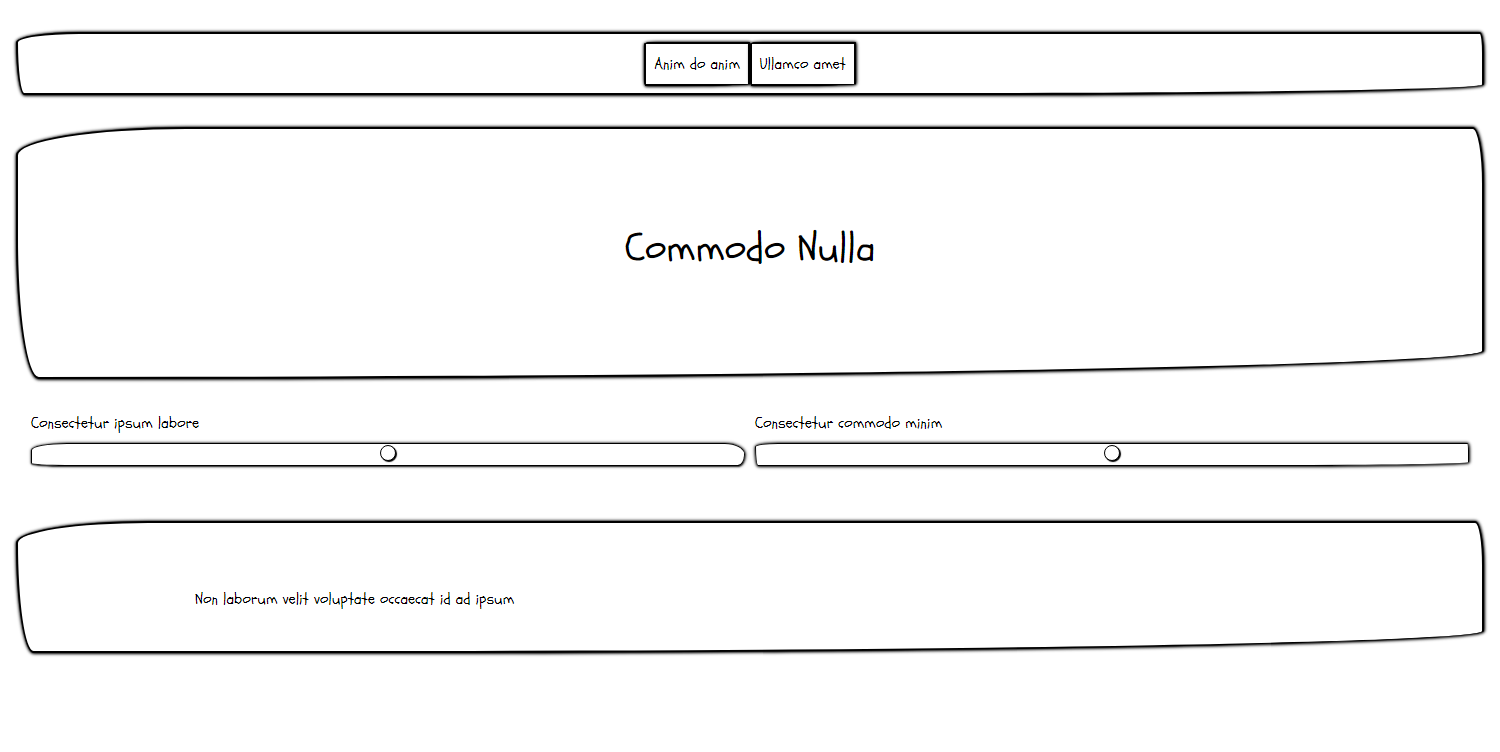 Anim do anim
Ullamco amet
Commodo Nulla
Consectetur ipsum labore
Consectetur commodo minim
Non laborum velit voluptate occaecat id ad ipsum